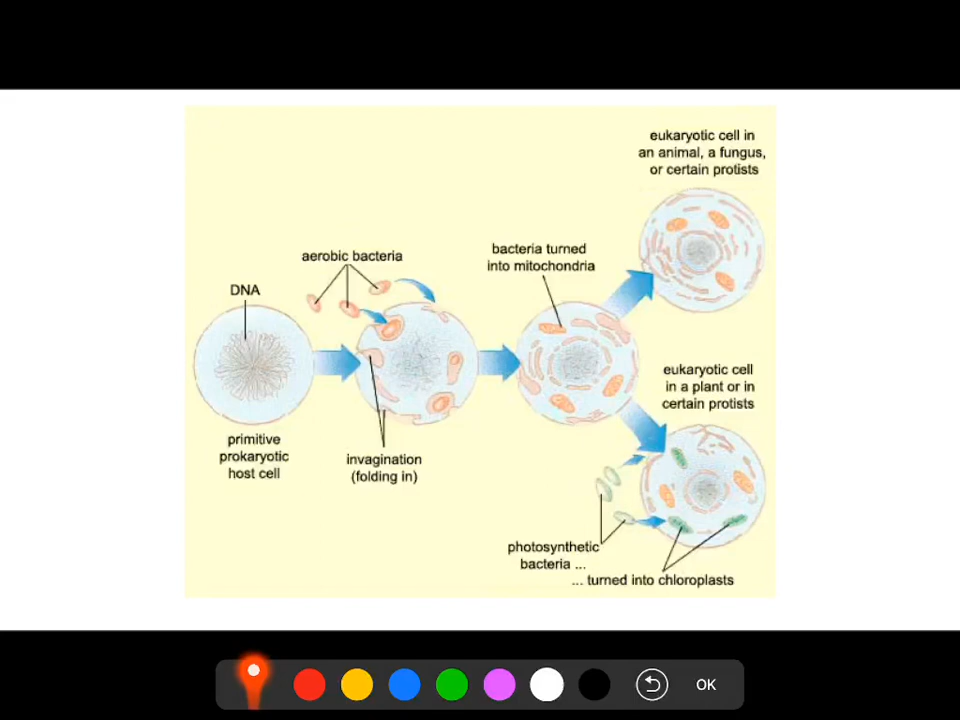 eukaryotic cell in
an animal, a fungus,
or certain protists
bacteria turned
into mitochondria
aerobic bacteria
DNA
eukaryotic cell
in a plant or in
certain protists
primitive
prokaryotic
host cell
invagination
(folding in)
photosynthetic
bacteria ...
... turned into chloroplasts
OK